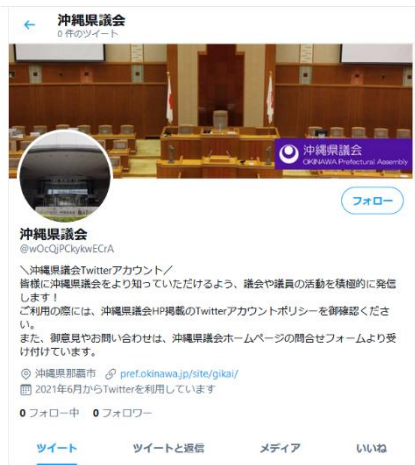 沖縄県議会
0 件のツイート
沖縄県議会
OKINAWA Prefectural Assembly
フォロー
沖縄県議会
@wOcQjPCkykwECrA
＼沖縄県議会Twitterアカウント／
皆様に沖縄県議会をより知っていただけるよう、議会や議員の活動を積極的に発信
します！
ご利用の際には、沖縄県議会HP掲載のTwitterアカウントポリシーを御確認くださ
い。
また、御意見やお問い合わせは、沖縄県議会ホームページの問合せフォームより受
け付けています。
沖縄県那覇市 pref.okinawa.jp/site/gikai/
2021年6月からTwitterを利用しています
0 フォロー中 0 フォロワー
ツイート ツイートと返信 メディア いいね